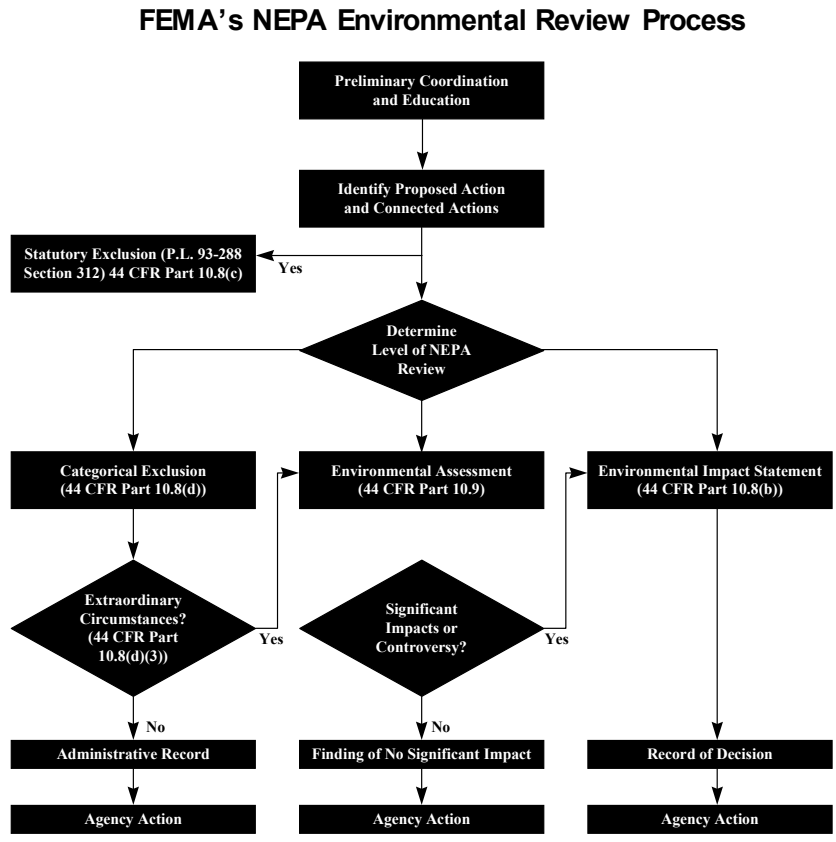 FEMA's NEPA Environmental Review Process
Preliminary Coordination
and Education
Identify Proposed Action
and Connected Actions
Statutory Exclusion (P.L. 93-288
Section 312) 44 CFR Part 10.8(c)
Yes
Determine
Level of NEPA
Review
Categorical Exclusion
(44 CFR Part 10.8(d))
Environmental Assessment
(44 CFR Part 10.9)
Environmental Impact Statement
(44 CFR Part 10.8(b))
Extraordinary
Circumstances?
(44 CFR Part
10.8(d)(3))
Yes
Significant
Impacts or
Controversy?
Yes
No
No
Administrative Record
Finding of No Significant Impact
Record of Decision
Agency Action
Agency Action
Agency Action